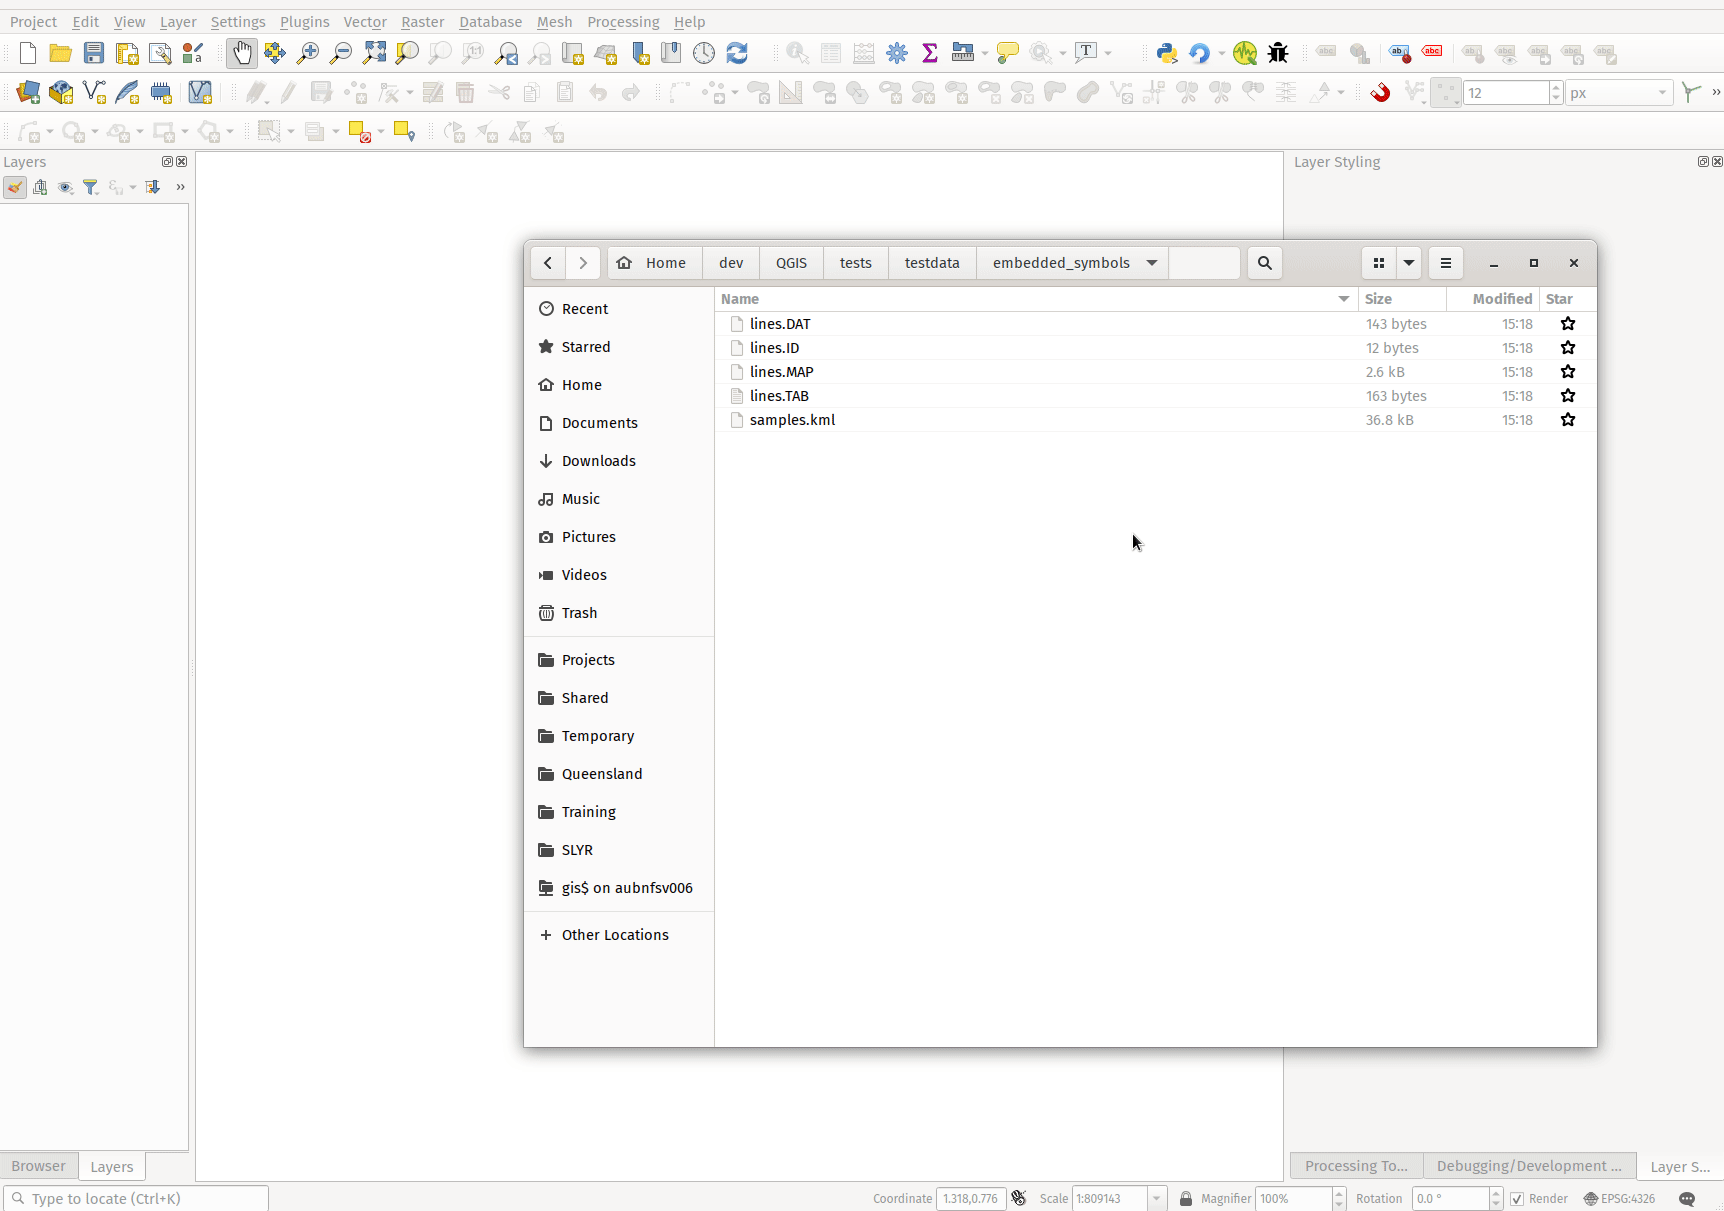 Project Edit View Layer Settings Plugins Vector Raster Database Mesh Processing Help
12 px
Layers
Layer Styling
Home dev QGIS tests testdata embedded_symbols
Name Size Modified Star
Recent
Starred
Home
Documents
Downloads
Music
Pictures
Videos
Trash
Projects
Shared
Temporary
Queensland
Training
SLYR
gis$ on aubnfsv006
Other Locations
lines.DAT 143 bytes 15:18
lines.ID 12 bytes 15:18
lines.MAP 2.6 kB 15:18
lines.TAB 163 bytes 15:18
samples.kml 36.8 kB 15:18
Browser Layers
Processing To... Debugging/Development ... Layer S...
Type to locate (Ctrl+K) Coordinate 1.318,0.776 Scale 1:809143 Magnifier 100% Rotation 0.0 ° Render EPSG:4326